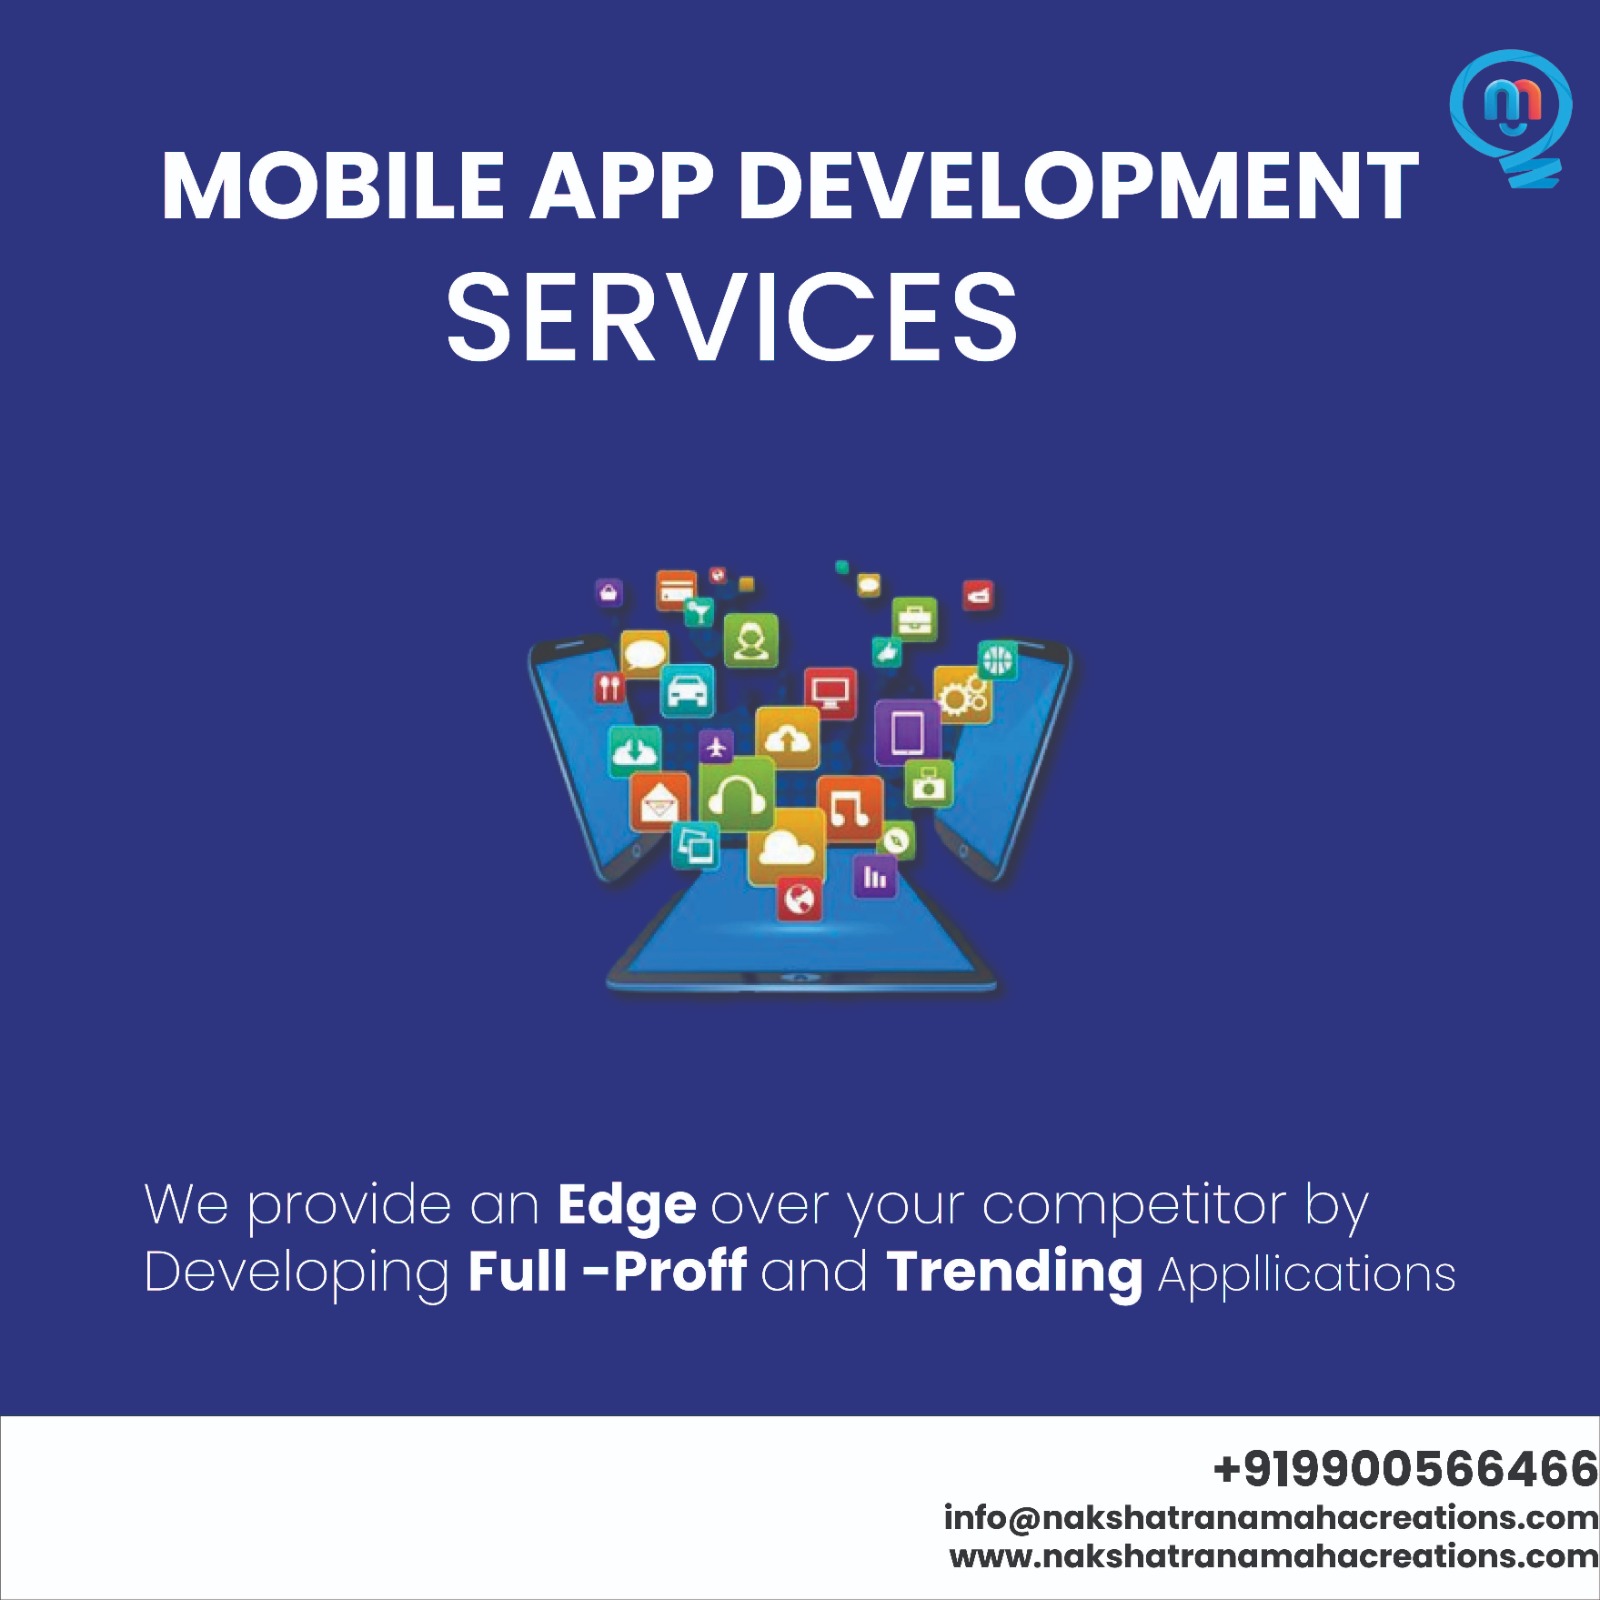 MOBILE APP DEVELOPMENT
SERVICES
We provide an Edge over your competitor by
Developing Full -Proff and Trending Appllications
+919900566466
info@nakshatranamahacreations.com
www.nakshatranamahacreations.com